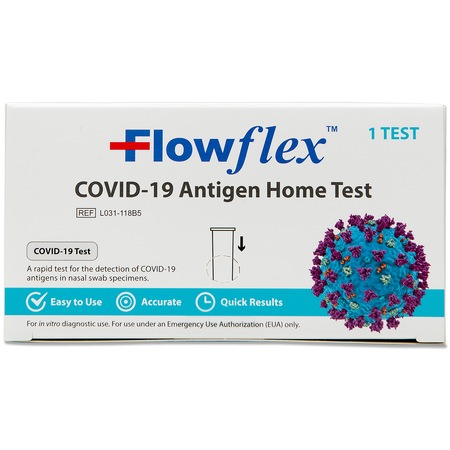 Flowflex™
1 TEST
COVID-19 Antigen Home Test
REF L031-118B5
COVID-19 Test
A rapid test for the detection of COVID-19
antigens in nasal swab specimens.
Easy to Use
Accurate
Quick Results
For in vitro diagnostic use. For use under an Emergency Use Authorization (EUA) only.